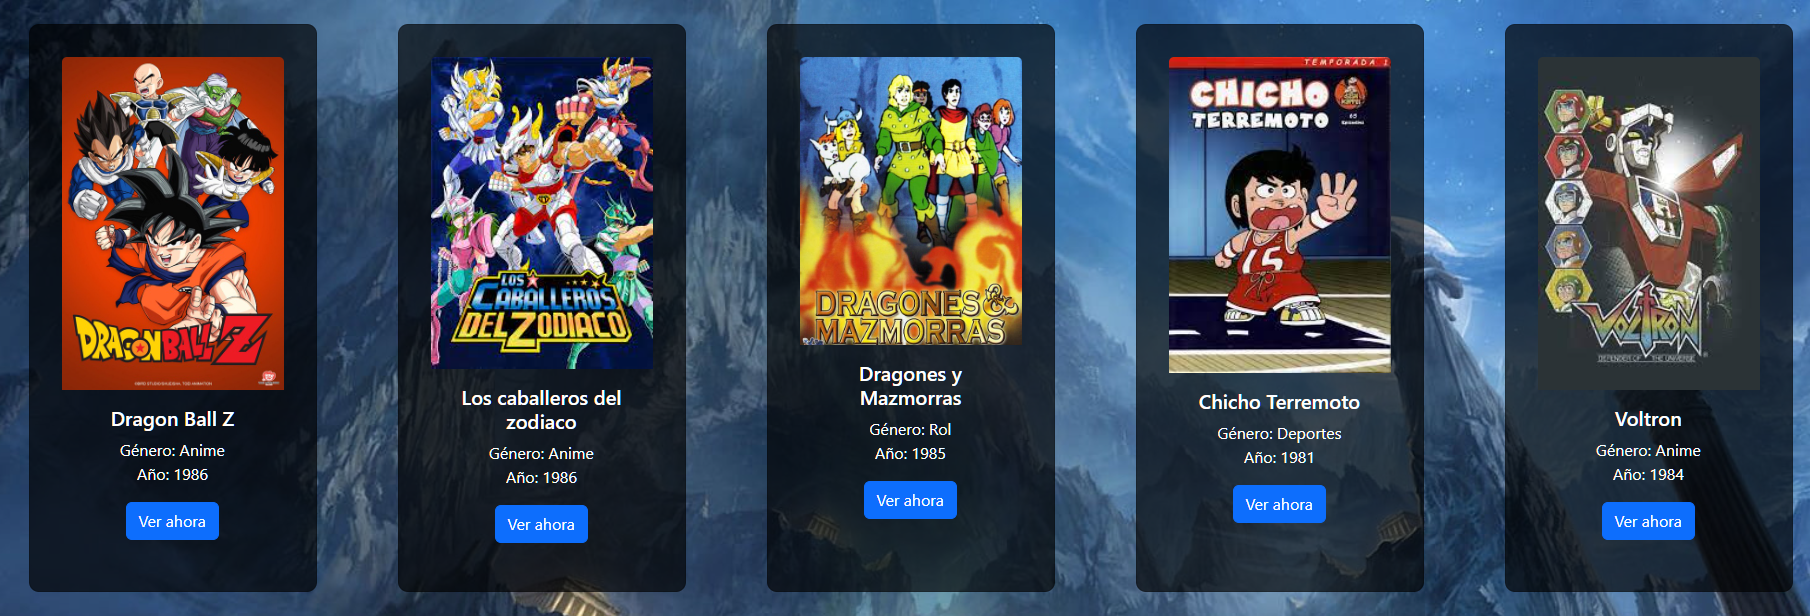 DRAGON BALL Z
Dragon Ball Z
Género: Anime
Año: 1986
Ver ahora
LOS
CABALLEROS
DEL ZODIACO
Los caballeros del
zodiaco
Género: Anime
Año: 1986
Ver ahora
DRAGONES
MAZMORRAS
Dragones y
Mazmorras
Género: Rol
Año: 1985
Ver ahora
TEMPORADA 1
CHICHO
TERREMOTO
65
Episodios
15
Chicho Terremoto
Género: Deportes
Año: 1981
Ver ahora
VOLTRON
DEFENDER OF THE UNIVERSE
Voltron
Género: Anime
Año: 1984
Ver ahora